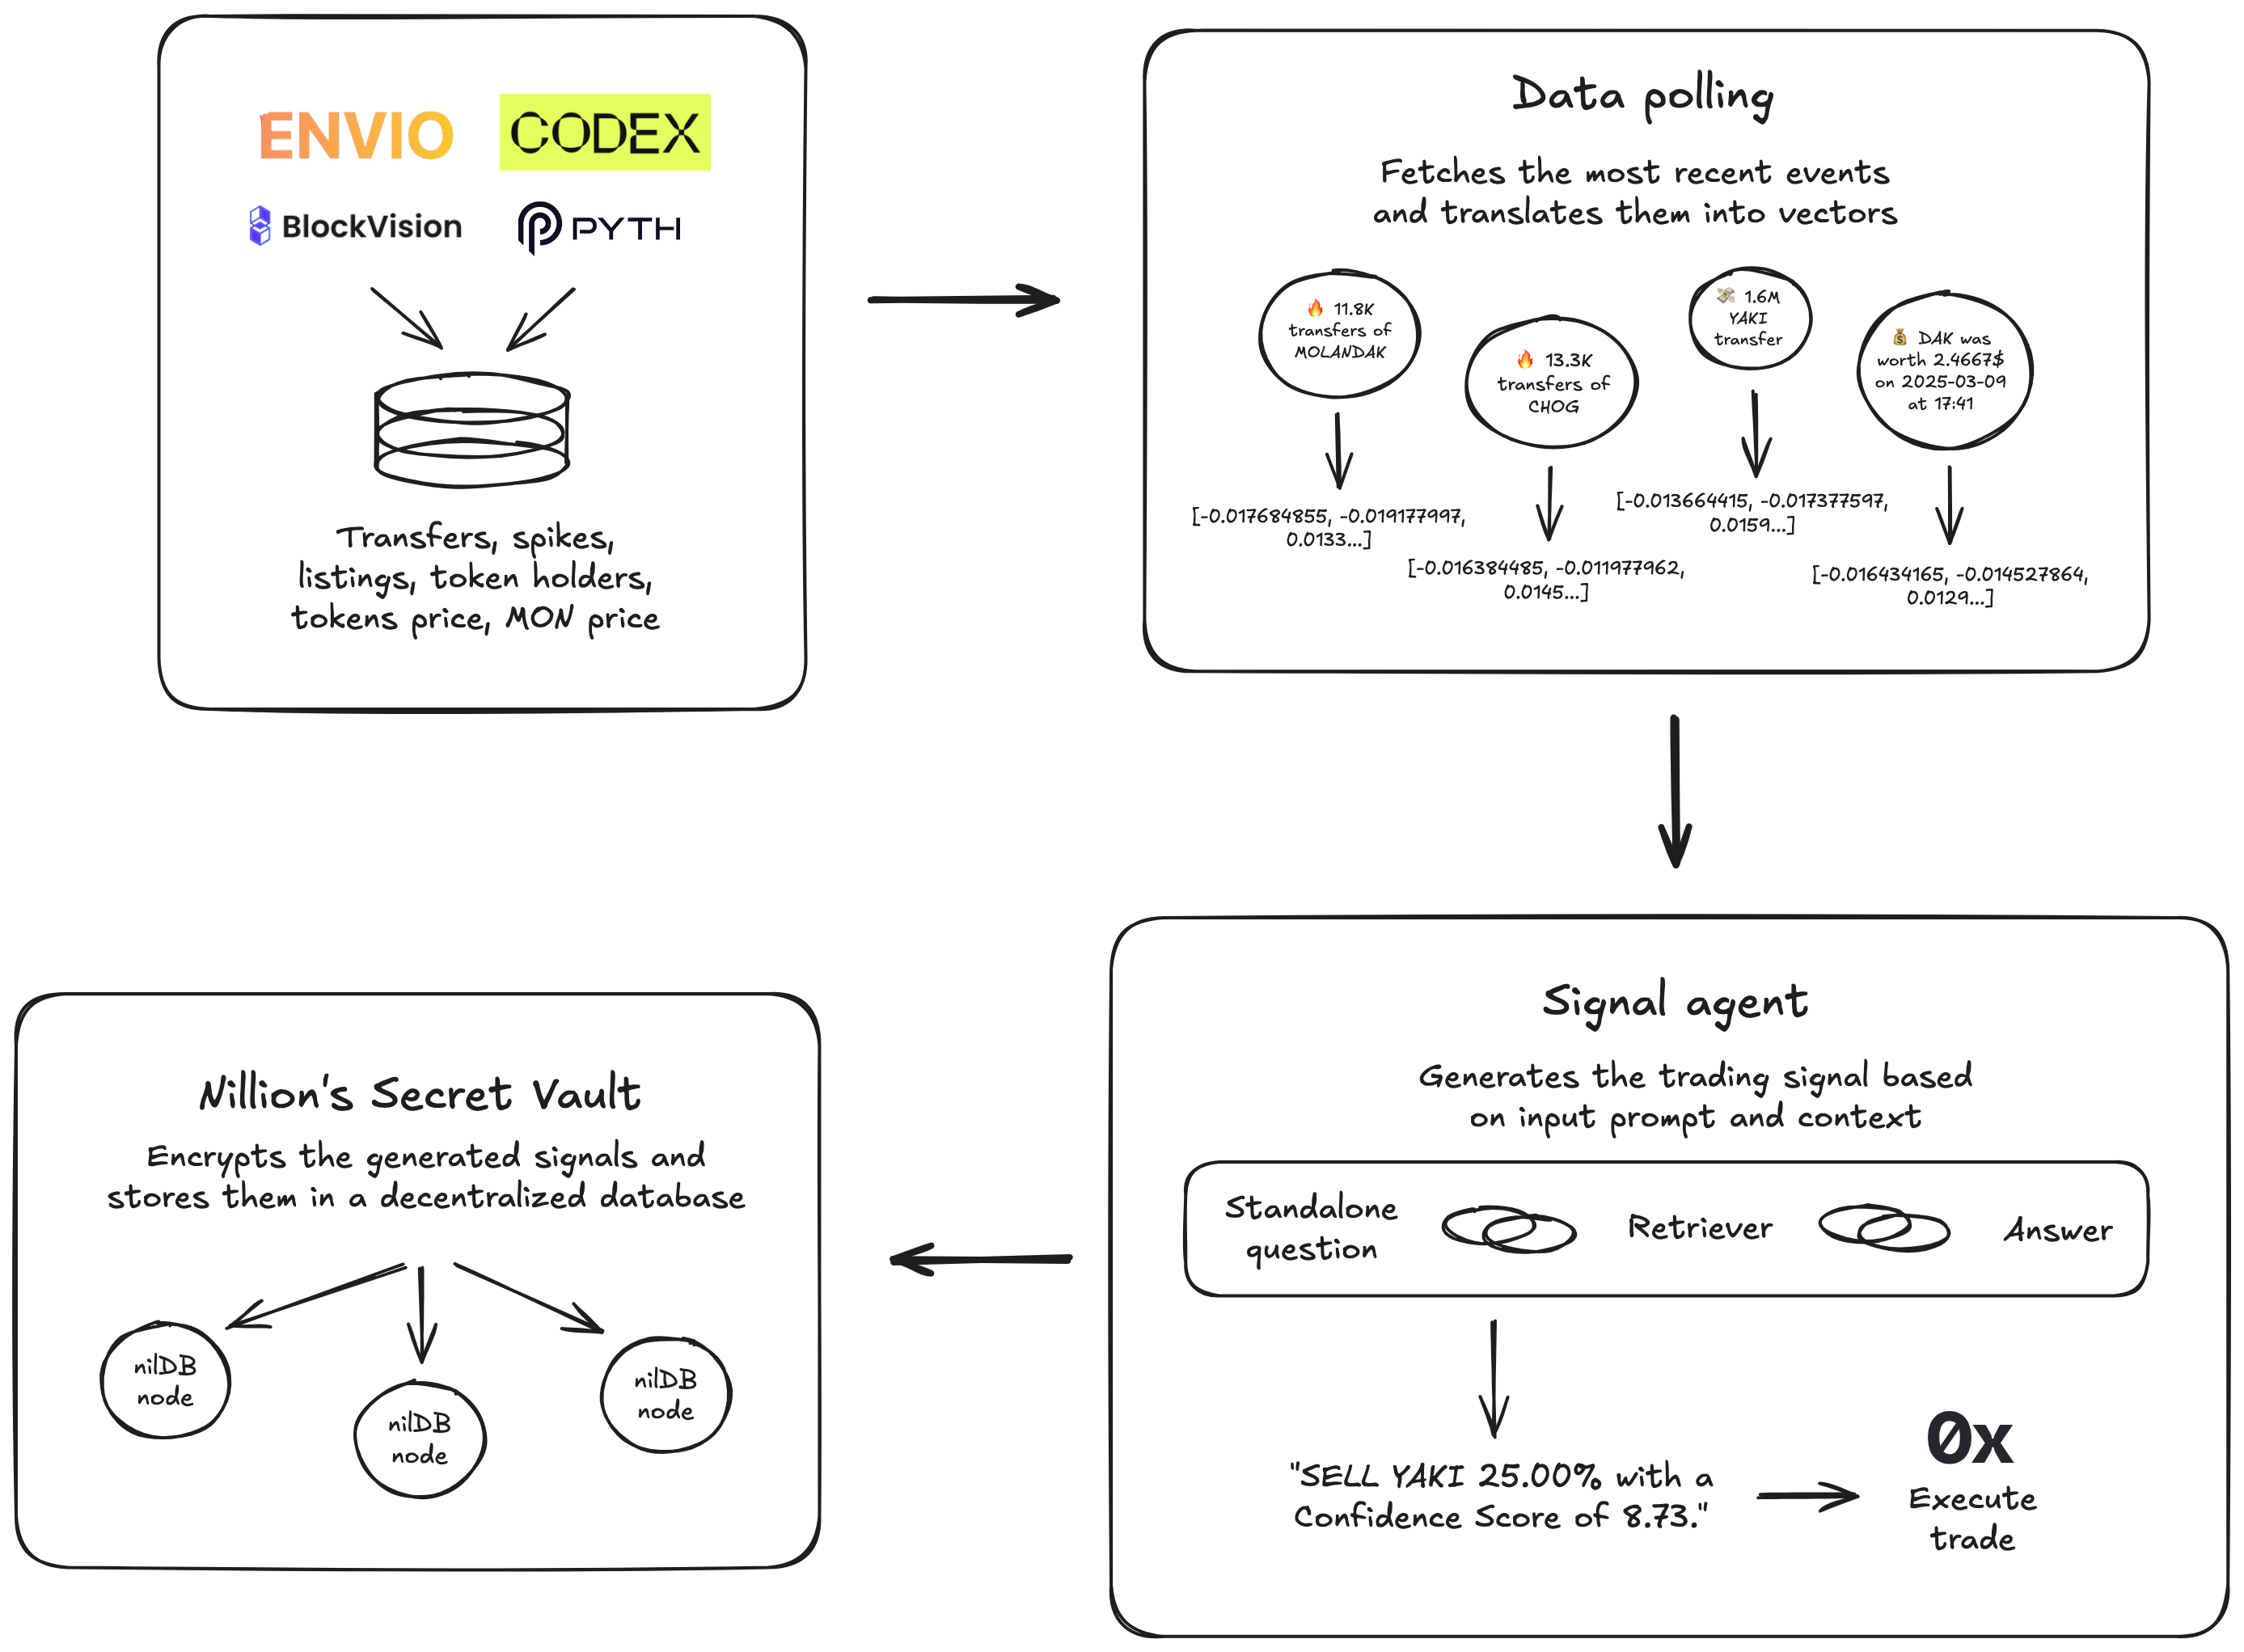 ENVIO
CODEX
BlockVision
PYTH
Transfers, spikes,
listings, token holders,
tokens price, MON price
Data polling
Fetches the most recent events
and translates them into vectors
🔥 11.8K
transfers of
MOLANDAK
🔥 13.3K
transfers of
CHOG
💸 1.6M
YAKI
transfer
💰 DAK was
worth 2.4667$
on 2025-03-09
at 17:41
[-0.017684855, -0.019177997,
0.0133...]
[-0.016384485, -0.011977962,
0.0145...]
[-0.013664415, -0.017377597,
0.0159...]
[-0.016434165, -0.014527864,
0.0129...]
Signal agent
Generates the trading signal based
on input prompt and context
Standalone
question
Retriever
Answer
"SELL YAKI 25.00% with a
Confidence Score of 8.73."
0x
Execute
trade
Nillion's Secret Vault
Encrypts the generated signals and
stores them in a decentralized database
nilDB
node
nilDB
node
nilDB
node